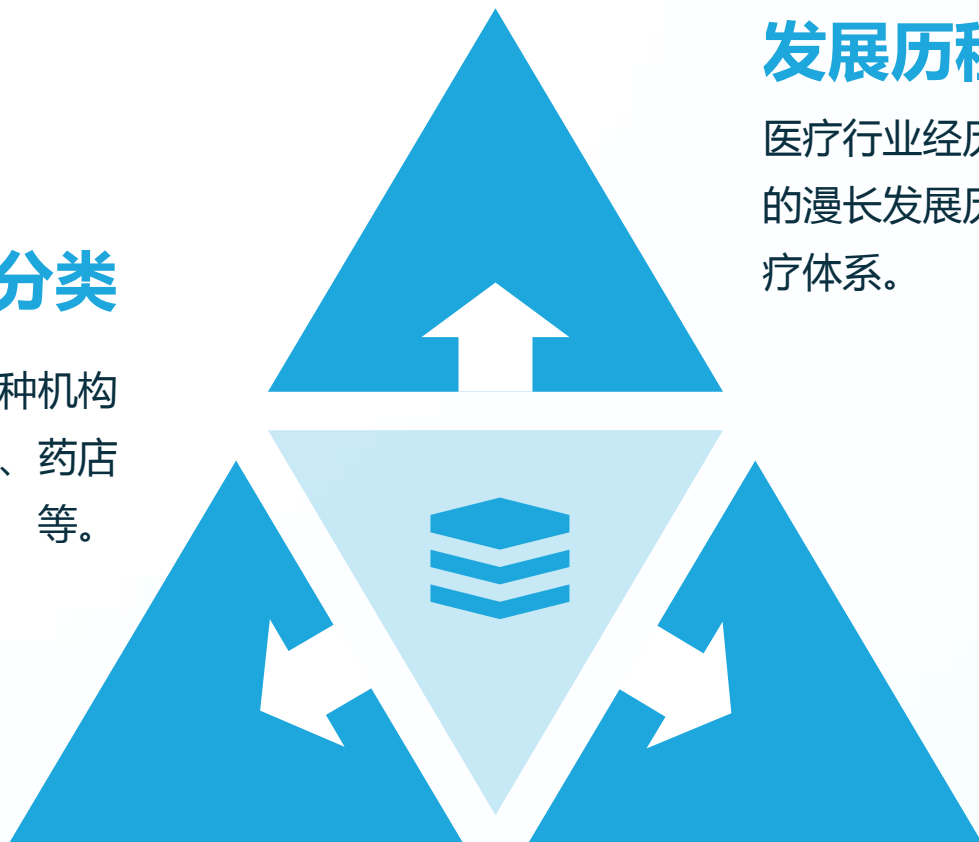 发展历
医疗行业经
的漫长发展
疗体系。
分类
种机构
、药店
等。